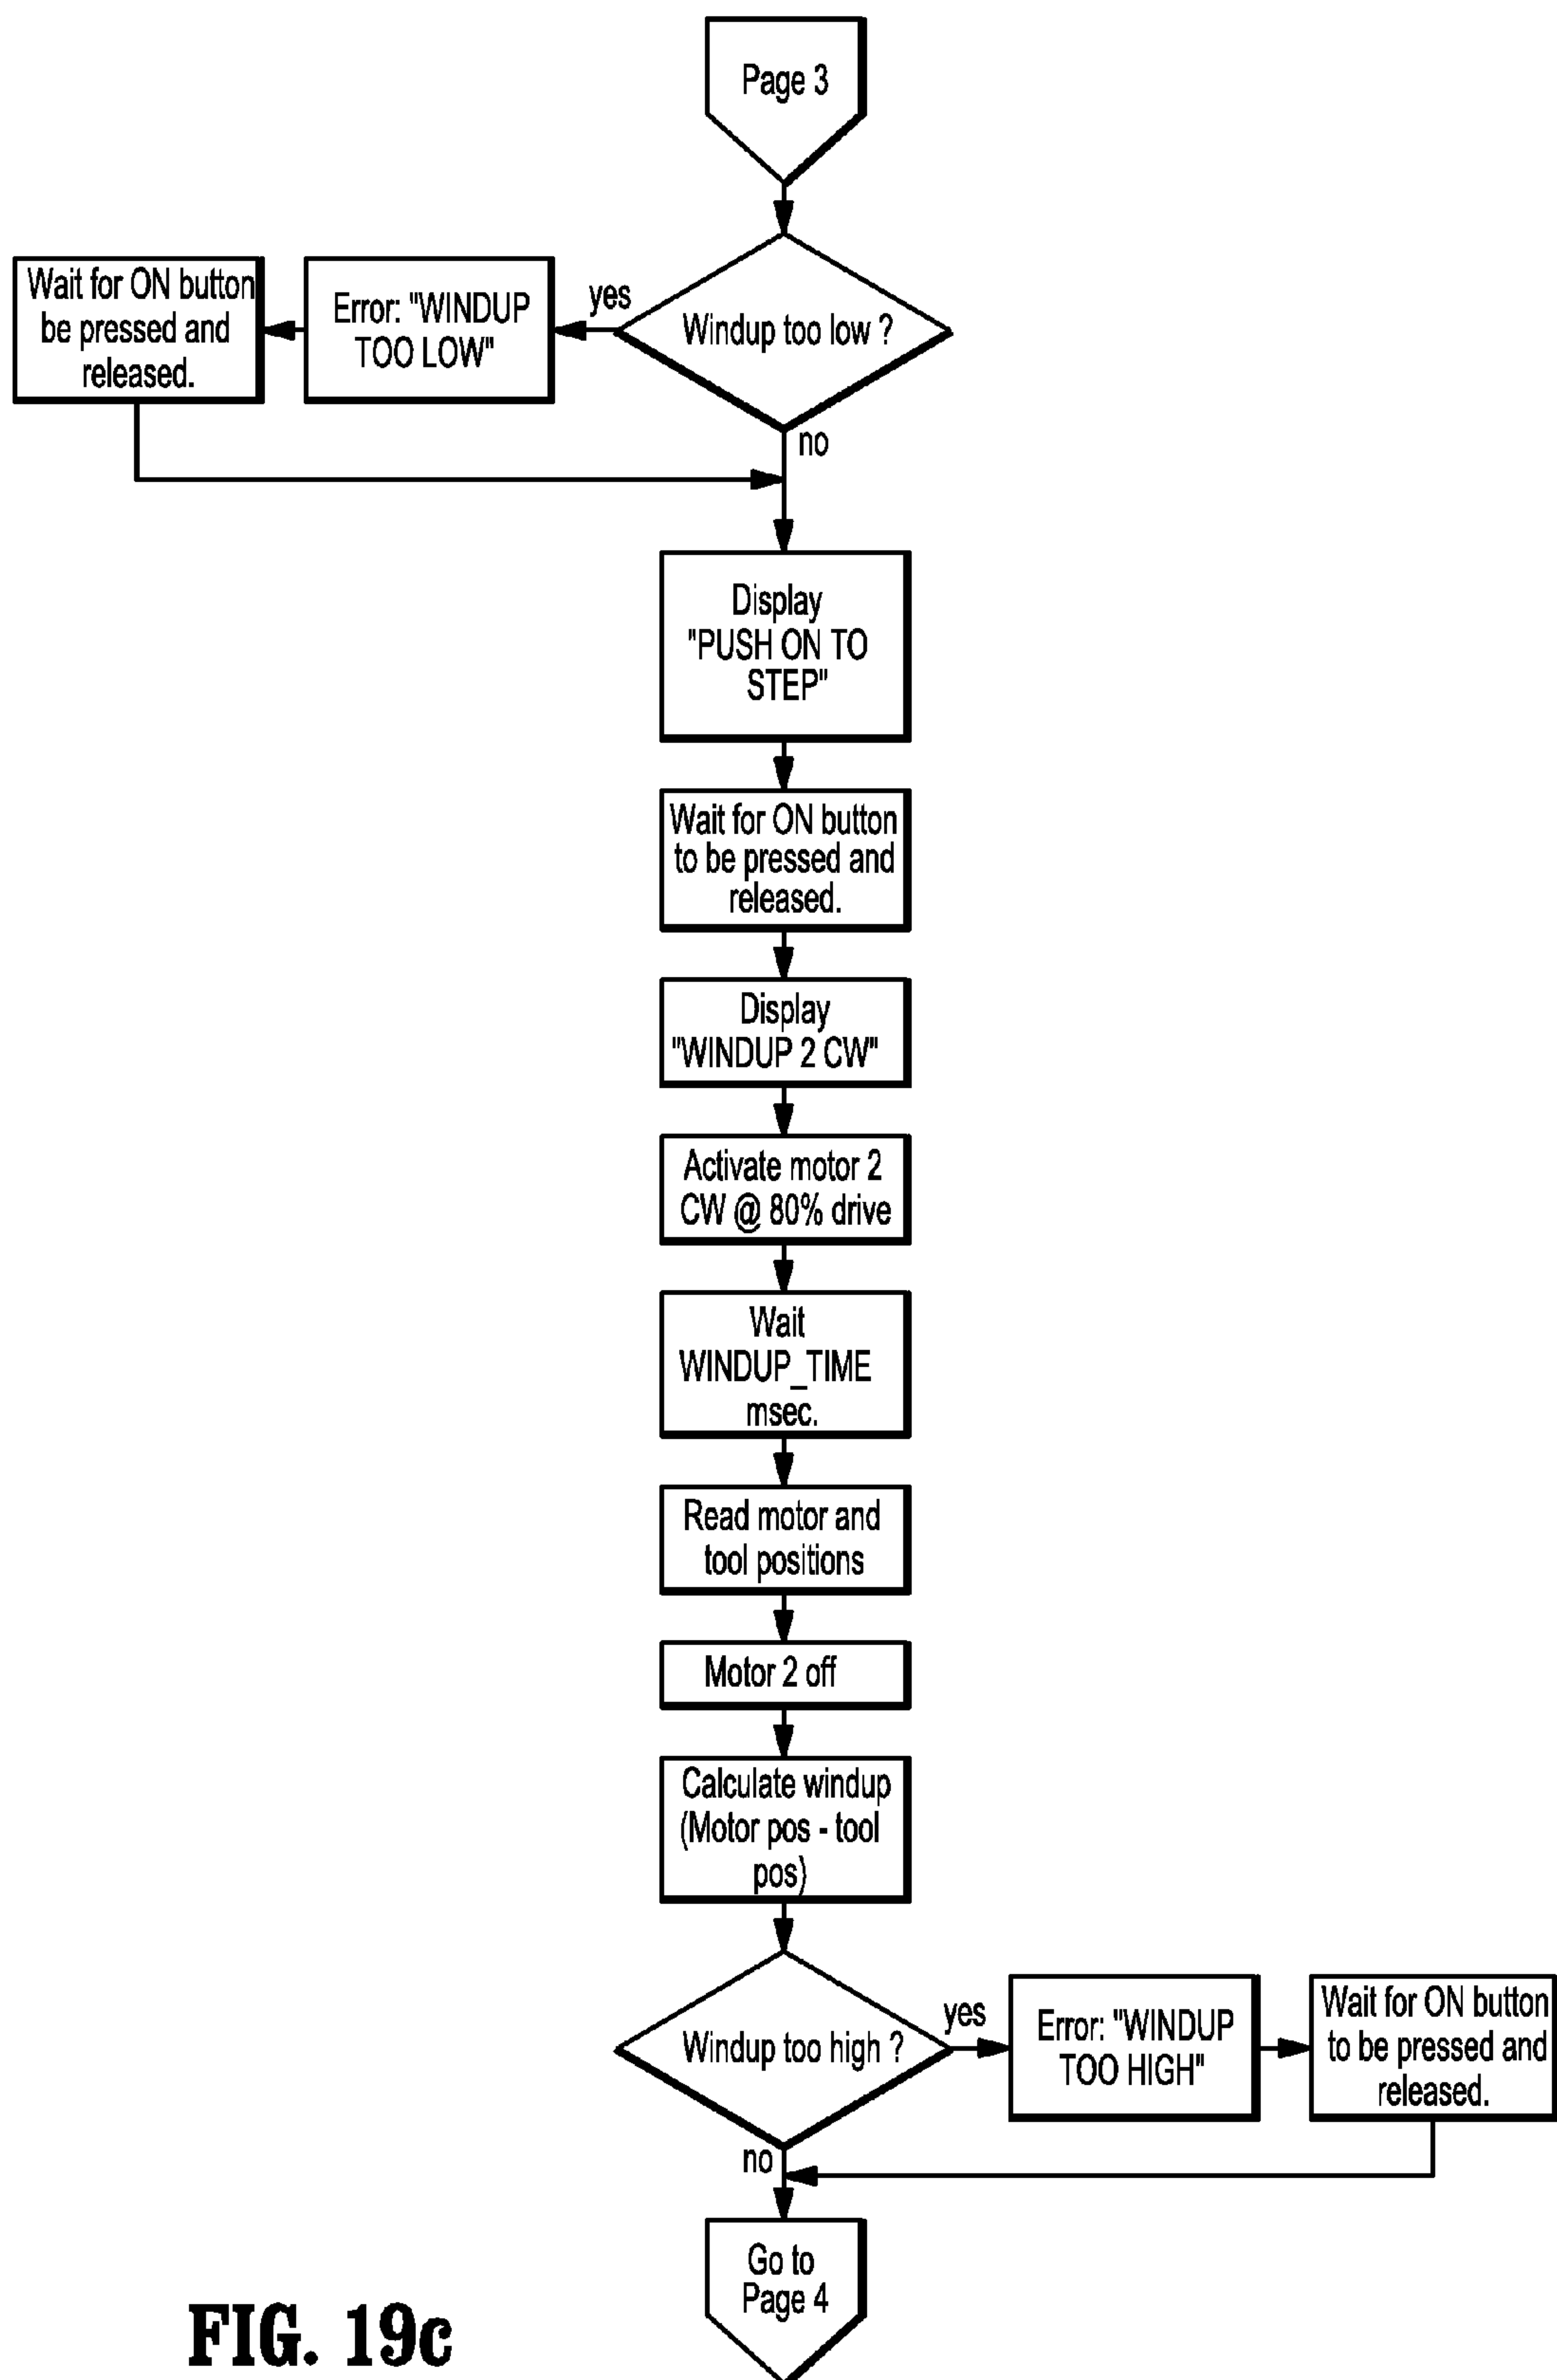 Page 3
Windup too low ?
yes
Error: "WINDUP
TOO LOW"
Wait for ON button
be pressed and
released.
no
Display
"PUSH ON TO
STEP"
Wait for ON button
to be pressed and
released.
Display
"WINDUP 2 CW"
Activate motor 2
CW @ 80% drive
Wait
WINDUP_TIME
msec.
Read motor and
tool positions
Motor 2 off
Calculate windup
(Motor pos - tool
pos)
Windup too high ?
yes
Error: "WINDUP
TOO HIGH"
Wait for ON button
to be pressed and
released.
no
Go to
Page 4
FIG. 19c